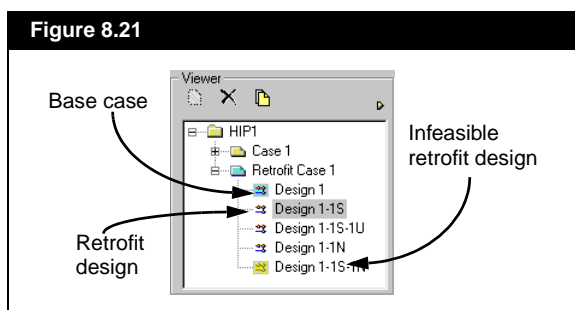 Figure 8.21
Viewer
Base case
HIP1
Case 1
Retrofit Case 1
Design 1
Design 1-1S
Design 1-1S-1U
Design 1-1N
Design 1-1S-1N
Infeasible
retrofit design
Retrofit
design